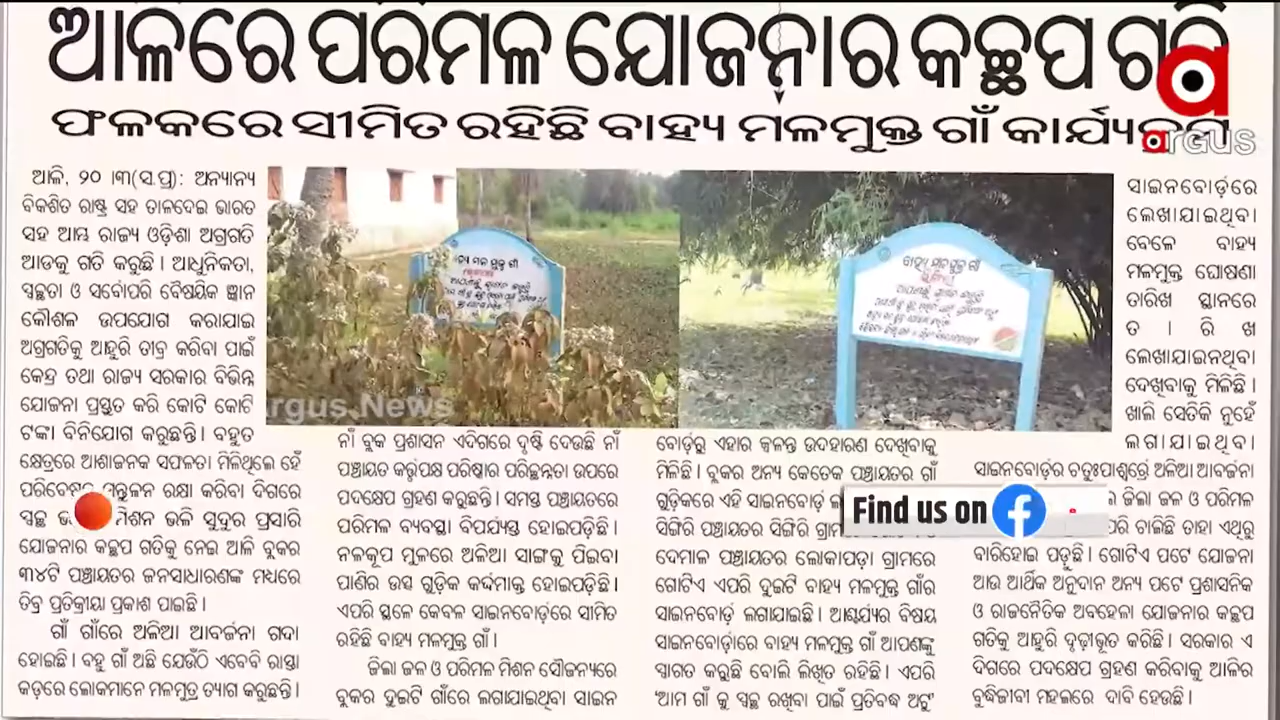 ଆଳିରେ ପରିମଳ ଯୋଜନାର କଚ୍ଛପ ଗତି
ଫଳକରେ ସୀମିତ ରହିଛି ବାହ୍ୟ ମଳମୁକ୍ତ ଗାଁ
argus
ଆଳି, ୨୦।୩(ସ.ପ୍ର): ଅନ୍ୟାନ୍ୟ
ବିକଶିତ ରାଷ୍ଟ୍ର ସହ ତାଳଦେଇ ଭାରତ
ସହ ଆମ୍ଭ ରାଜ୍ୟ ଓଡ଼ିଶା ଅଗ୍ରଗତି
ଆଡକୁ ଗତି କରୁଛି। ଆଧୁନିକତା,
ସ୍ବଚ୍ଛତା ଓ ସର୍ବୋପରି ବୈଷୟିକ ଜ୍ଞାନ
କୌଶଳ ଉପଯୋଗ କରାଯାଇ
ଅଗ୍ରଗତିକୁ ଆହୁରି ତୀବ୍ର କରିବା ପାଇଁ
କେନ୍ଦ୍ର ତଥା ରାଜ୍ୟ ସରକାର ବିଭିନ୍ନ
ଯୋଜନା ପ୍ରସ୍ତୁତ କରି କୋଟି କୋଟି
ଟଙ୍କା ବିନିଯୋଗ କରୁଛନ୍ତି। ବହୁତ
କ୍ଷେତ୍ରରେ ଆଶାଜନକ ସଫଳତା ମିଳିଥିଲେ ହେଁ
ସନ୍ତୁଳନ ରକ୍ଷା କରିବା ଦିଗରେ
ସ୍ବଚ୍ଛ ମିଶନ ଭଳି ସୁଦୂର ପ୍ରସାରି
ଯୋଜନାର କଚ୍ଛପ ଗତିକୁ ନେଇ ଆଳି ବ୍ଲକର
୩୪ଟି ପଞ୍ଚାୟତର ଜନସାଧାରଣଙ୍କ ମଧ୍ୟରେ
ତିବ୍ର ପ୍ରତିକ୍ରୀୟା ପ୍ରକାଶ ପାଇଛି।
ଗାଁ ଗାଁରେ ଅଳିଆ ଆବର୍ଜନା ଗଦା
ହୋଇଛି। ବହୁ ଗାଁ ଅଛି ଯେଉଁଠି ଏବେବି ରାସ୍ତା
କଡ଼ରେ ଲୋକମାନେ ମଳମୁତ୍ର ତ୍ୟାଗ କରୁଛନ୍ତି।
Argus News
ନାଁ ବ୍ଲକ ପ୍ରଶାସନ ଏଦିଗରେ ଦୃଷ୍ଟି ଦେଉଛି ନାଁ
ପଞ୍ଚାୟତ କର୍ତ୍ତୃପକ୍ଷ ପରିଷ୍କାର ପରିଚ୍ଛନ୍ନତା ଉପରେ
ପଦକ୍ଷେପ ଗ୍ରହଣ କରୁଛନ୍ତି। ସମସ୍ତ ପଞ୍ଚାୟତରେ
ପରିମଳ ବ୍ୟବସ୍ଥା ବିପର୍ଯ୍ୟସ୍ତ ହୋଇପଡ଼ିଛି।
ନଳକୂପ ମୂଳରେ ଅଳିଆ ସାଙ୍ଗକୁ ପିଇବା
ପାଣିର ଉତ୍ସ ଗୁଡ଼ିକ କର୍ଦ୍ଦମାକ୍ତ ହୋଇପଡ଼ିଛି।
ଏପରି ସ୍ଥଳେ କେବଳ ସାଇନବୋର୍ଡ଼ରେ ସୀମିତ
ରହିଛି ବାହ୍ୟ ମଳମୁକ୍ତ ଗାଁ।
ଜିଲା ଜଳ ଓ ପରିମଳ ମିଶନ ସୌଜନ୍ୟରେ
ବ୍ଲକର ଦୁଇଟି ଗାଁରେ ଲଗାଯାଇଥିବା ସାଇନ
ବୋର୍ଡ଼ରୁ ଏହାର ଜ୍ୱଳନ୍ତ ଉଦହାରଣ ଦେଖିବାକୁ
ମିଳିଛି। ବ୍ଲକର ଅନ୍ୟ କେତେକ ପଞ୍ଚାୟତର ଗାଁ
ଗୁଡ଼ିକରେ ଏହି ସାଇନବୋର୍ଡ଼
ସିଙ୍ଗିରି ପଞ୍ଚାୟତର ସିଙ୍ଗିରି
ଦେମାଳ ପଞ୍ଚାୟତର ଲୋକାପଡ଼ା ଗ୍ରାମରେ
ଗୋଟିଏ ଏପରି ଦୁଇଟି ବାହ୍ୟ ମଳମୁକ୍ତ ଗାଁର
ସାଇନବୋର୍ଡ଼ ଲଗାଯାଇଛି। ଆଶ୍ଚର୍ଯ୍ୟର ବିଷୟ
ସାଇନବୋର୍ଡ଼ାରେ ବାହ୍ୟ ମଳମୁକ୍ତ ଗାଁ ଆପଣଙ୍କୁ
ସ୍ୱାଗତ କରୁଛି ବୋଲି ଲିଖିତ ରହିଛି। ଏପରି
‘ଆମ ଗାଁ କୁ ସ୍ୱଚ୍ଛ ରଖିବା ପାଇଁ ପ୍ରତିବଦ୍ଧ ଅଟୁ’
ସାଇନବୋର୍ଡ଼ରେ
ଲେଖାଯାଇଥିବା
ବେଳେ ବାହ୍ୟ
ମଳମୁକ୍ତ ଘୋଷଣା
ତାରିଖ ସ୍ଥାନରେ
ତାରିଖ
ଲେଖାଯାଇନଥିବା
ଦେଖିବାକୁ ମିଳିଛି।
ଖାଲି ସେତିକି ନୁହେଁ
ଲଗାଯାଇଥିବା
ସାଇନବୋର୍ଡ଼ର ଚତୁଃପାର୍ଶ୍ୱରେ ଅଳିଆ ଆବର୍ଜନା
ଜିଲା ଜଳ ଓ ପରିମଳ
ଚାଲିଛି ତାହା ଏଥିରୁ
ବାରିହୋଇ ପଡ଼ୁଛି। ଗୋଟିଏ ପଟେ ଯୋଜନା
ଆଉ ଆର୍ଥିକ ଅନୁଦାନ ଅନ୍ୟ ପଟେ ପ୍ରଶାସନିକ
ଓ ରାଜନୈତିକ ଅବହେଳା ଯୋଜନାର କଚ୍ଛପ
ଗତିକୁ ଆହୁରି ଦୃଢ଼ୀଭୂତ କରିଛି। ସରକାର ଏ
ଦିଗରେ ପଦକ୍ଷେପ ଗ୍ରହଣ କରିବାକୁ ଆଳିର
ବୁଦ୍ଧିଜୀବୀ ମହଲରେ ଦାବି ହେଉଛି।
Find us on